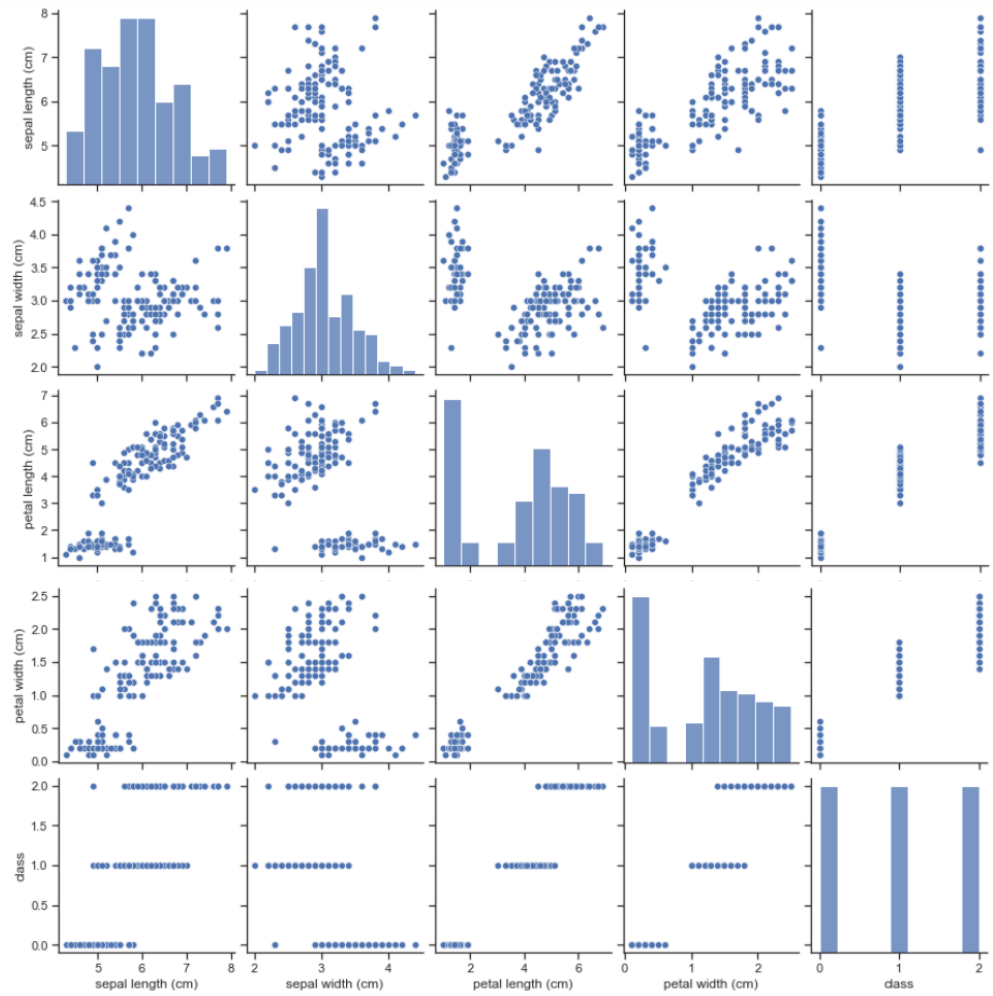 8
7
6
5
sepal length (cm)
4.5
4.0
3.5
3.0
2.5
2.0
sepal width (cm)
7
6
5
4
3
2
1
petal length (cm)
2.5
2.0
1.5
1.0
0.5
0.0
petal width (cm)
2.0
1.5
1.0
0.5
0.0
class
5 6 7 8
sepal length (cm)
2 3 4
sepal width (cm)
2 4 6
petal length (cm)
0 1 2
petal width (cm)
0 1 2
class